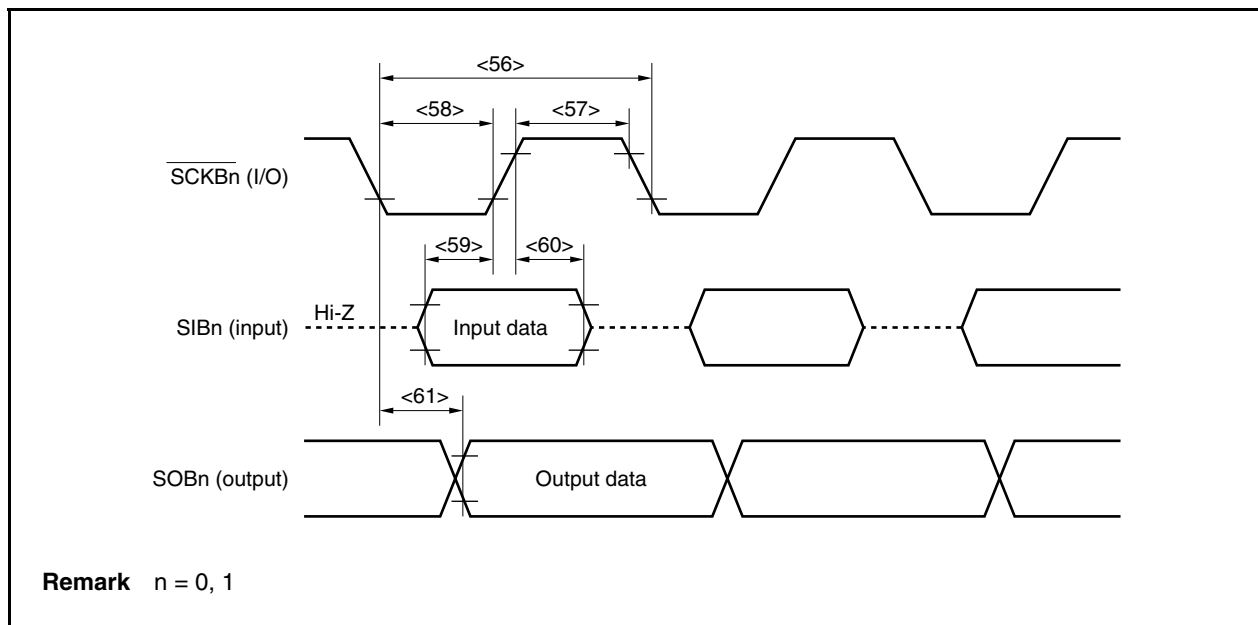 <56>
<58> <57>
SCKBn (I/O)
<59> <60>
SIBn (input) Hi-Z Input data
<61>
SOBn (output) Output data
Remark n = 0, 1